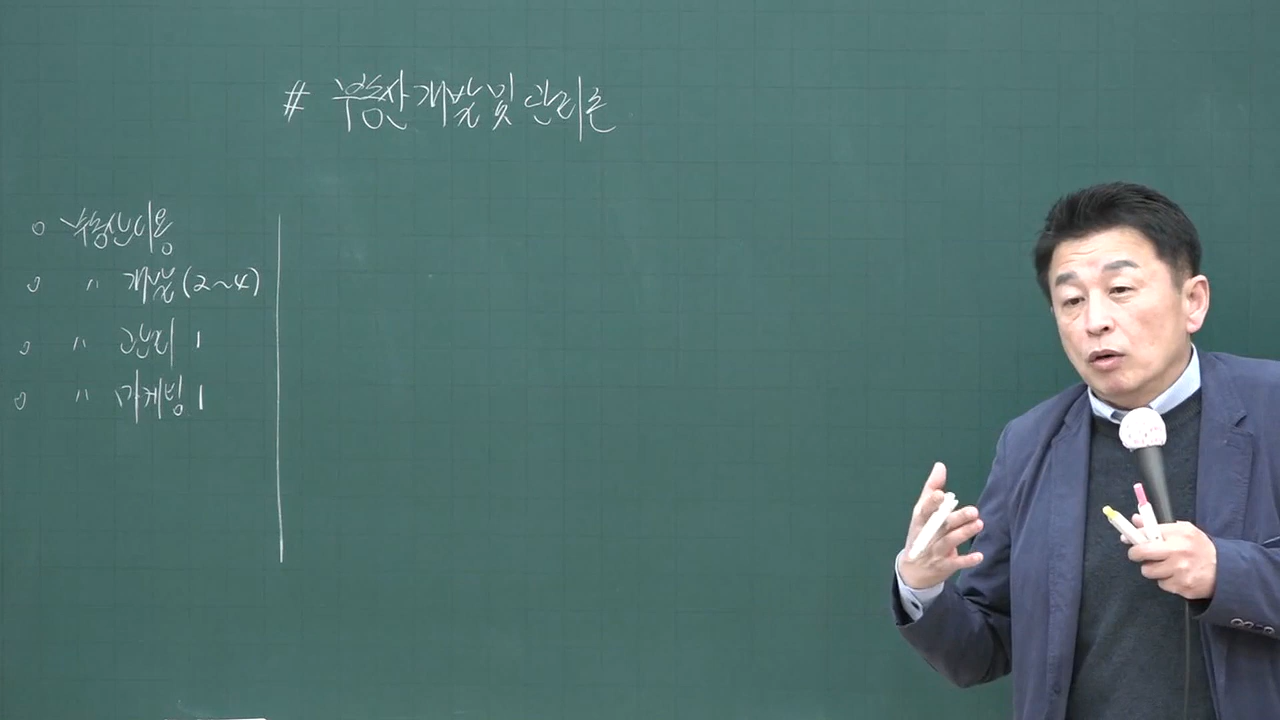 # 부동산 개발 및 관리론
○ 부동산 이용
○ 〃 개발 (2~4)
○ 〃 관리 1
○ 〃 마케팅 1